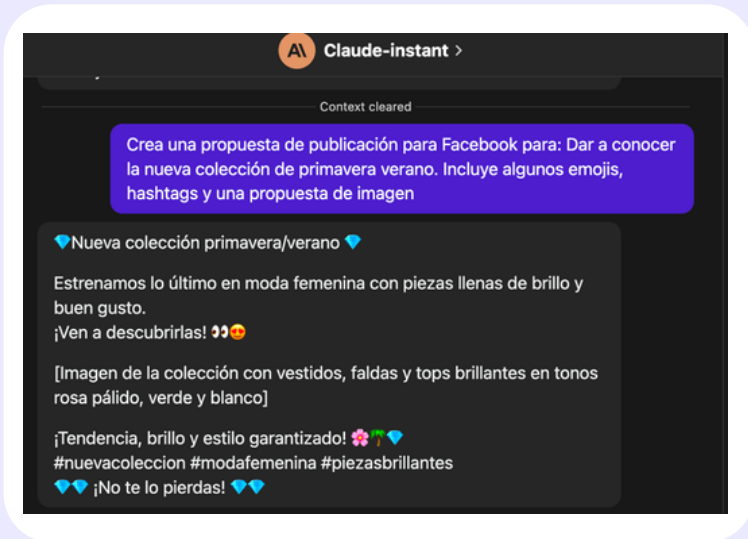 Claude-instant >
Context cleared
Crea una propuesta de publicación para Facebook para: Dar a conocer
la nueva colección de primavera verano. Incluye algunos emojis,
hashtags y una propuesta de imagen
💎Nueva colección primavera/verano 💎
Estrenamos lo último en moda femenina con piezas llenas de brillo y
buen gusto.
¡Ven a descubrirlas! 👀😍
[Imagen de la colección con vestidos, faldas y tops brillantes en tonos
rosa pálido, verde y blanco]
¡Tendencia, brillo y estilo garantizado! 🌸🌴💎
#nuevacoleccion #modafemenina #piezasbrillantes
💎💎 ¡No te lo pierdas! 💎💎